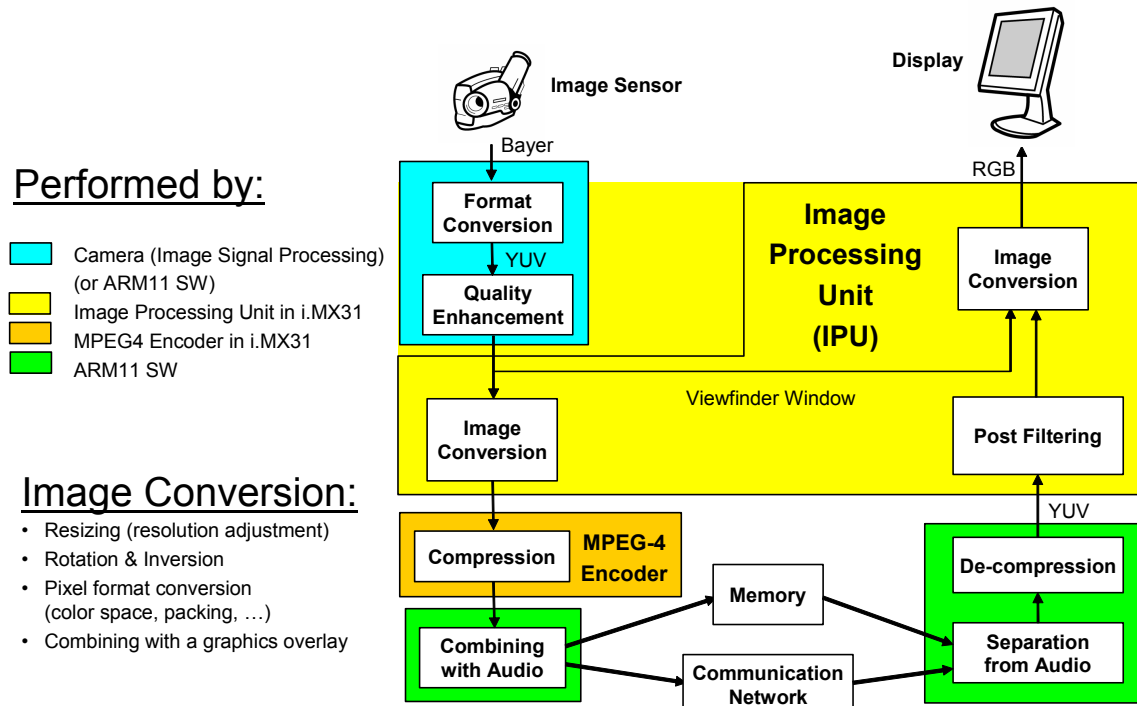 Image Sensor
Display
Bayer
RGB
Performed by:
Camera (Image Signal Processing)
(or ARM11 SW)
Image Processing Unit in i.MX31
MPEG4 Encoder in i.MX31
ARM11 SW
Format
Conversion
YUV
Quality
Enhancement
Image
Processing
Unit
(IPU)
Image
Conversion
Viewfinder Window
Image
Conversion
Post Filtering
Image Conversion:
• Resizing (resolution adjustment)
• Rotation & Inversion
• Pixel format conversion
(color space, packing, …)
• Combining with a graphics overlay
YUV
Compression
MPEG-4
Encoder
De-compression
Memory
Combining
with Audio
Separation
from Audio
Communication
Network